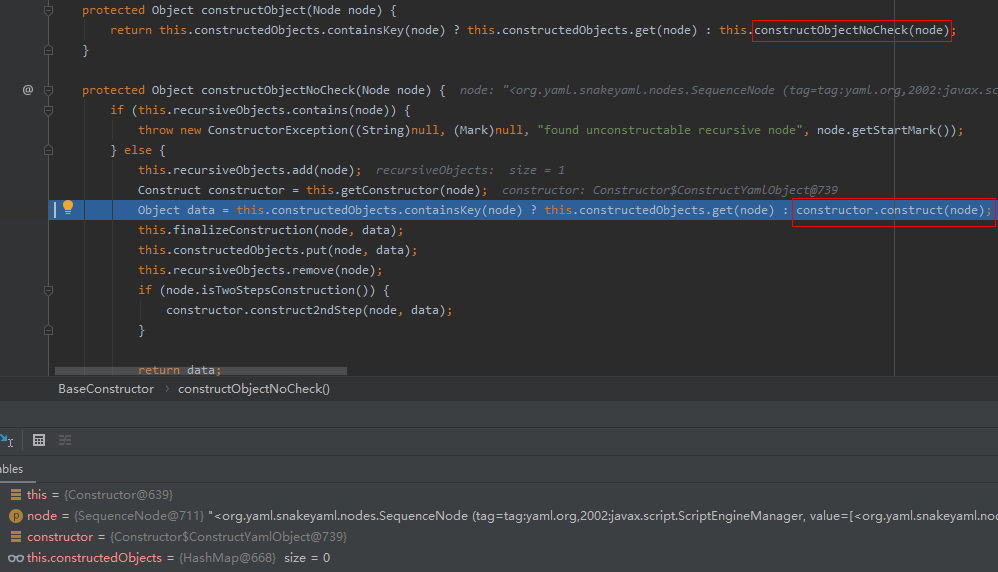 protected Object constructObject(Node node) {
return this.constructedObjects.containsKey(node) ? this.constructedObjects.get(node) : this.constructObjectNoCheck(node);
}
@ protected Object constructObjectNoCheck(Node node) { node: "<org.yaml.snakeyaml.nodes.SequenceNode (tag=tag:yaml.org,2002:javax.sc
if (this.recursiveObjects.contains(node)) {
throw new ConstructorException((String)null, (Mark)null, "found unconstructable recursive node", node.getStartMark());
} else {
this.recursiveObjects.add(node); recursiveObjects: size = 1
Construct constructor = this.getConstructor(node); constructor: Constructor$ConstructYamlObject@739
Object data = this.constructedObjects.containsKey(node) ? this.constructedObjects.get(node) : constructor.construct(node);
this.finalizeConstruction(node, data);
this.constructedObjects.put(node, data);
this.recursiveObjects.remove(node);
if (node.isTwoStepsConstruction()) {
constructor.construct2ndStep(node, data);
}
return data;
BaseConstructor › constructObjectNoCheck()
ables
this = {Constructor@639}
p node = {SequenceNode@711} "<org.yaml.snakeyaml.nodes.SequenceNode (tag=tag:yaml.org,2002:javax.script.ScriptEngineManager, value=[<org.yaml.snakeyaml.no
constructor = {Constructor$ConstructYamlObject@739}
this.constructedObjects = {HashMap@668} size = 0